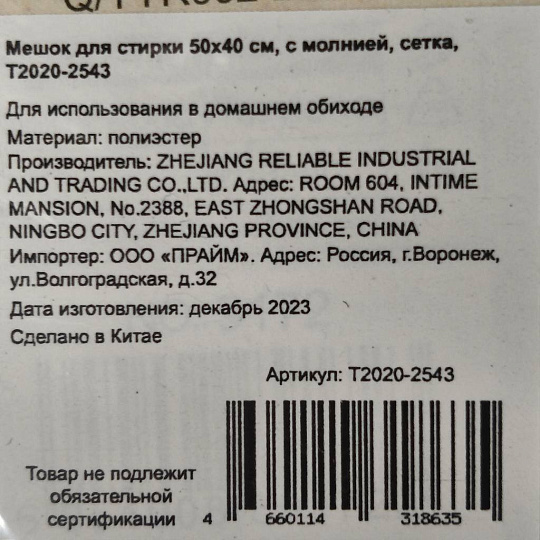 Мешок для стирки 50х40 см, с молнией, сетка,
Т2020-2543
Для использования в домашнем обиходе
Материал: полиэстер
Производитель: ZHEJIANG RELIABLE INDUSTRIAL
AND TRADING CO.,LTD. Адрес: ROOM 604, INTIME
MANSION, No.2388, EAST ZHONGSHAN ROAD,
NINGBO CITY, ZHEJIANG PROVINCE, CHINA
Импортер: ООО «ПРАЙМ». Адрес: Россия, г.Воронеж,
ул.Волгоградская, д.32
Дата изготовления: декабрь 2023
Сделано в Китае
Артикул: Т2020-2543
Товар не подлежит
обязательной
сертификации
4 660114 318635